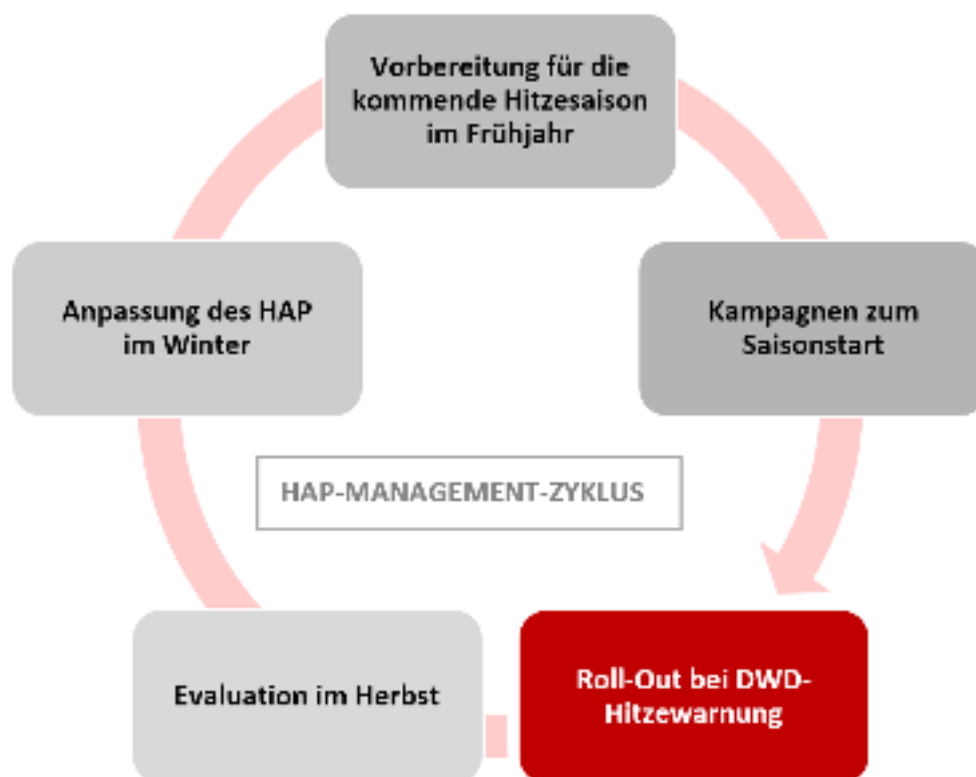 Vorbereitung für die
kommende Hitzesaison
im Frühjahr
Anpassung des HAP
im Winter
Kampagnen zum
Saisonstart
HAP-MANAGEMENT-ZYKLUS
Evaluation im Herbst
Roll-Out bei DWD-
Hitzewarnung